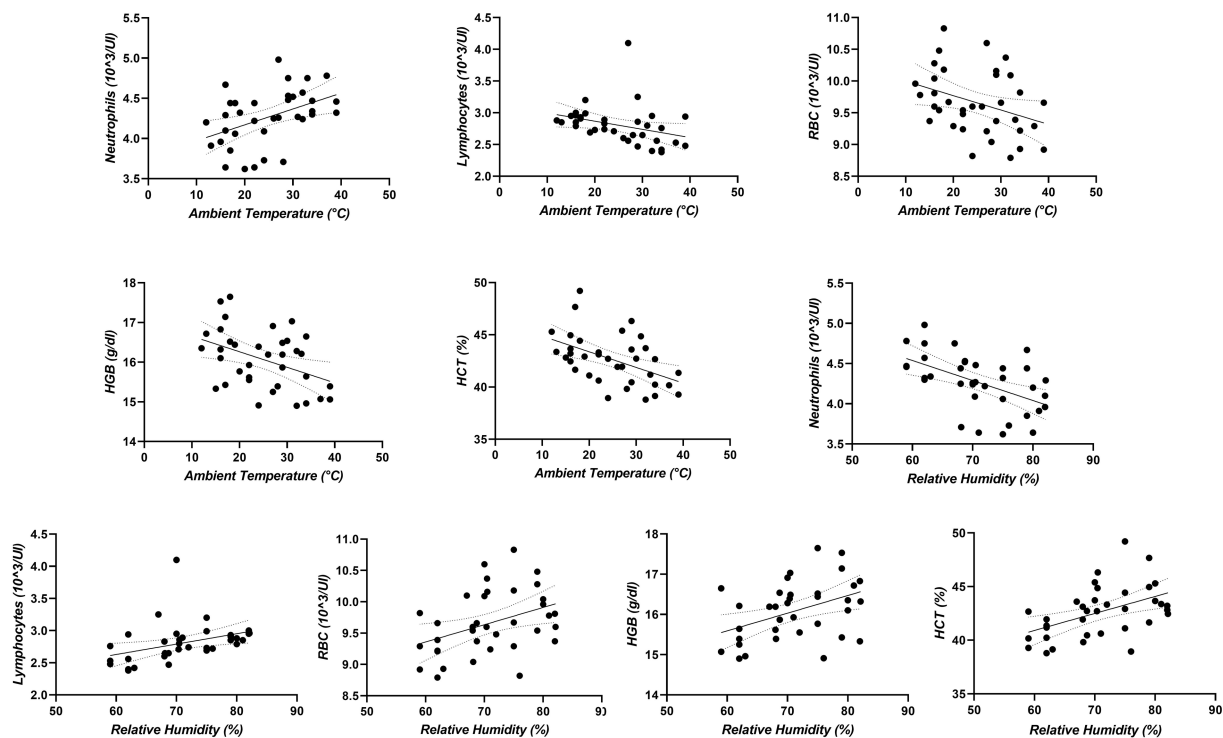 Neutrophils (10^3/Ul)
5.5
5.0
4.5
4.0
3.5
0 10 20 30 40 50
Ambient Temperature (°C)
Lymphocytes (10^3/Ul)
4.5
4.0
3.5
3.0
2.5
2.0
0 10 20 30 40 50
Ambient Temperature (°C)
RBC (10^3/Ul)
11.0
10.5
10.0
9.5
9.0
8.5
0 10 20 30 40 50
Ambient Temperature (°C)
HGB (g/dl)
18
17
16
15
14
0 10 20 30 40 50
Ambient Temperature (°C)
HCT (%)
50
45
40
35
0 10 20 30 40 50
Ambient Temperature (°C)
Neutrophils (10^3/Ul)
5.5
5.0
4.5
4.0
3.5
50 60 70 80 90
Relative Humidity (%)
Lymphocytes (10^3/Ul)
4.5
4.0
3.5
3.0
2.5
2.0
50 60 70 80 90
Relative Humidity (%)
RBC (10^3/Ul)
11.0
10.5
10.0
9.5
9.0
8.5
50 60 70 80
Relative Humidity (%)
HGB (g/dl)
18
17
16
15
14
50 60 70 80 90
Relative Humidity (%)
HCT (%)
50
45
40
35
50 60 70 80 90
Relative Humidity (%)